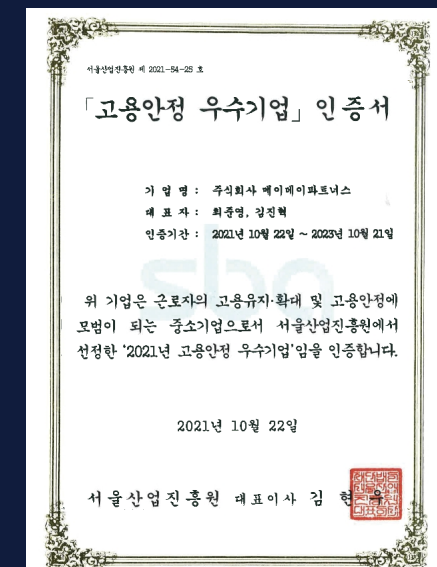 서울산업진흥원 제 2021-54-25 호
「고용안정 우수기업」 인증서
기 업 명 : 주식회사 메이메이파트너스
대 표 자 : 최준영, 김진혁
인증기간 : 2021년 10월 22일 ~ 2023년 10월 21일
sba
위 기업은 근로자의 고용유지·확대 및 고용안정에
모범이 되는 중소기업으로서 서울산업진흥원에서
선정한 '2021년 고용안정 우수기업'임을 인증합니다.
2021년 10월 22일
서울산업진흥원 대표이사 김 현 우